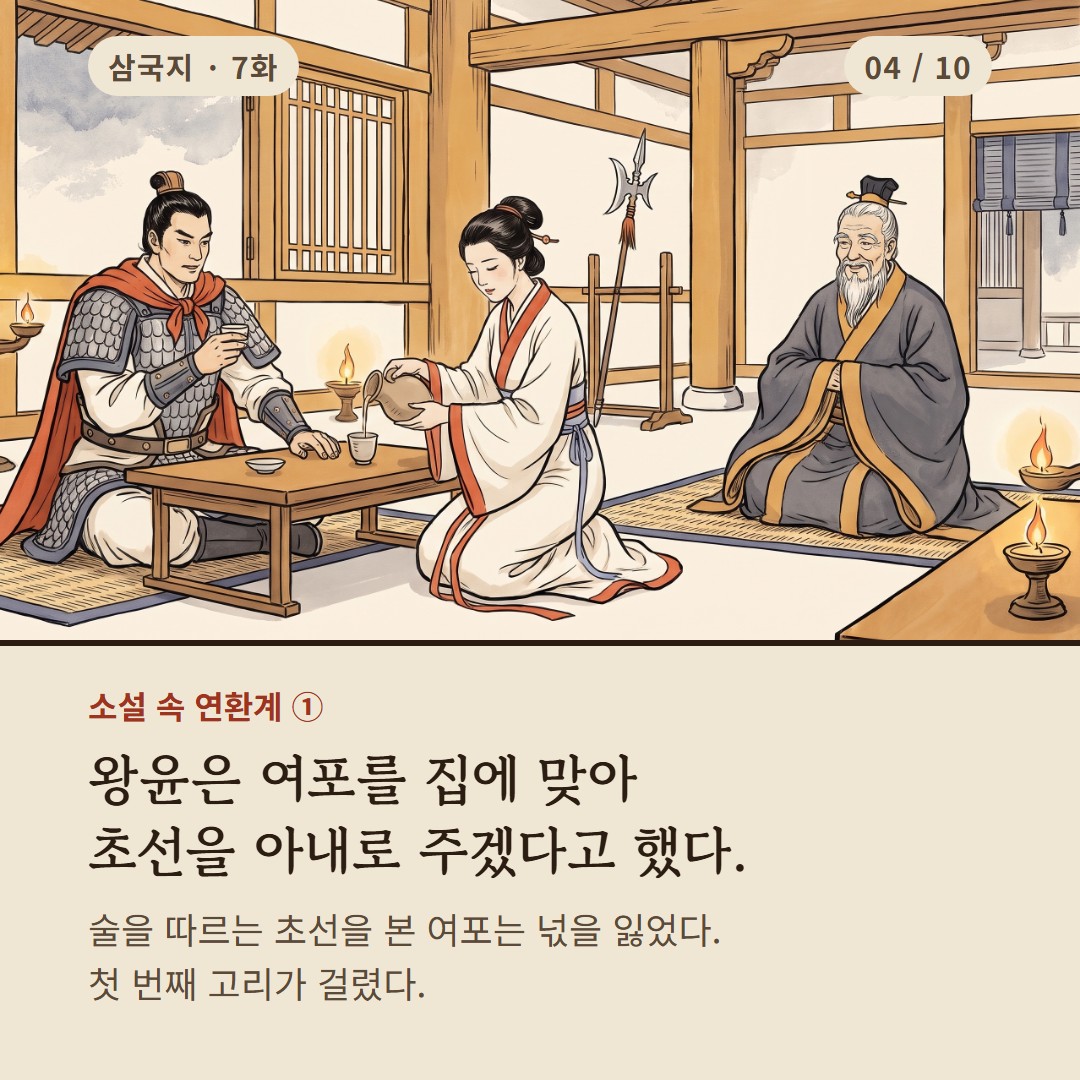 삼국지 · 7화
04 / 10
소설 속 연환계 ①
왕윤은 여포를 집에 맞아
초선을 아내로 주겠다고 했다.
술을 따르는 초선을 본 여포는 넋을 잃었다.
첫 번째 고리가 걸렸다.